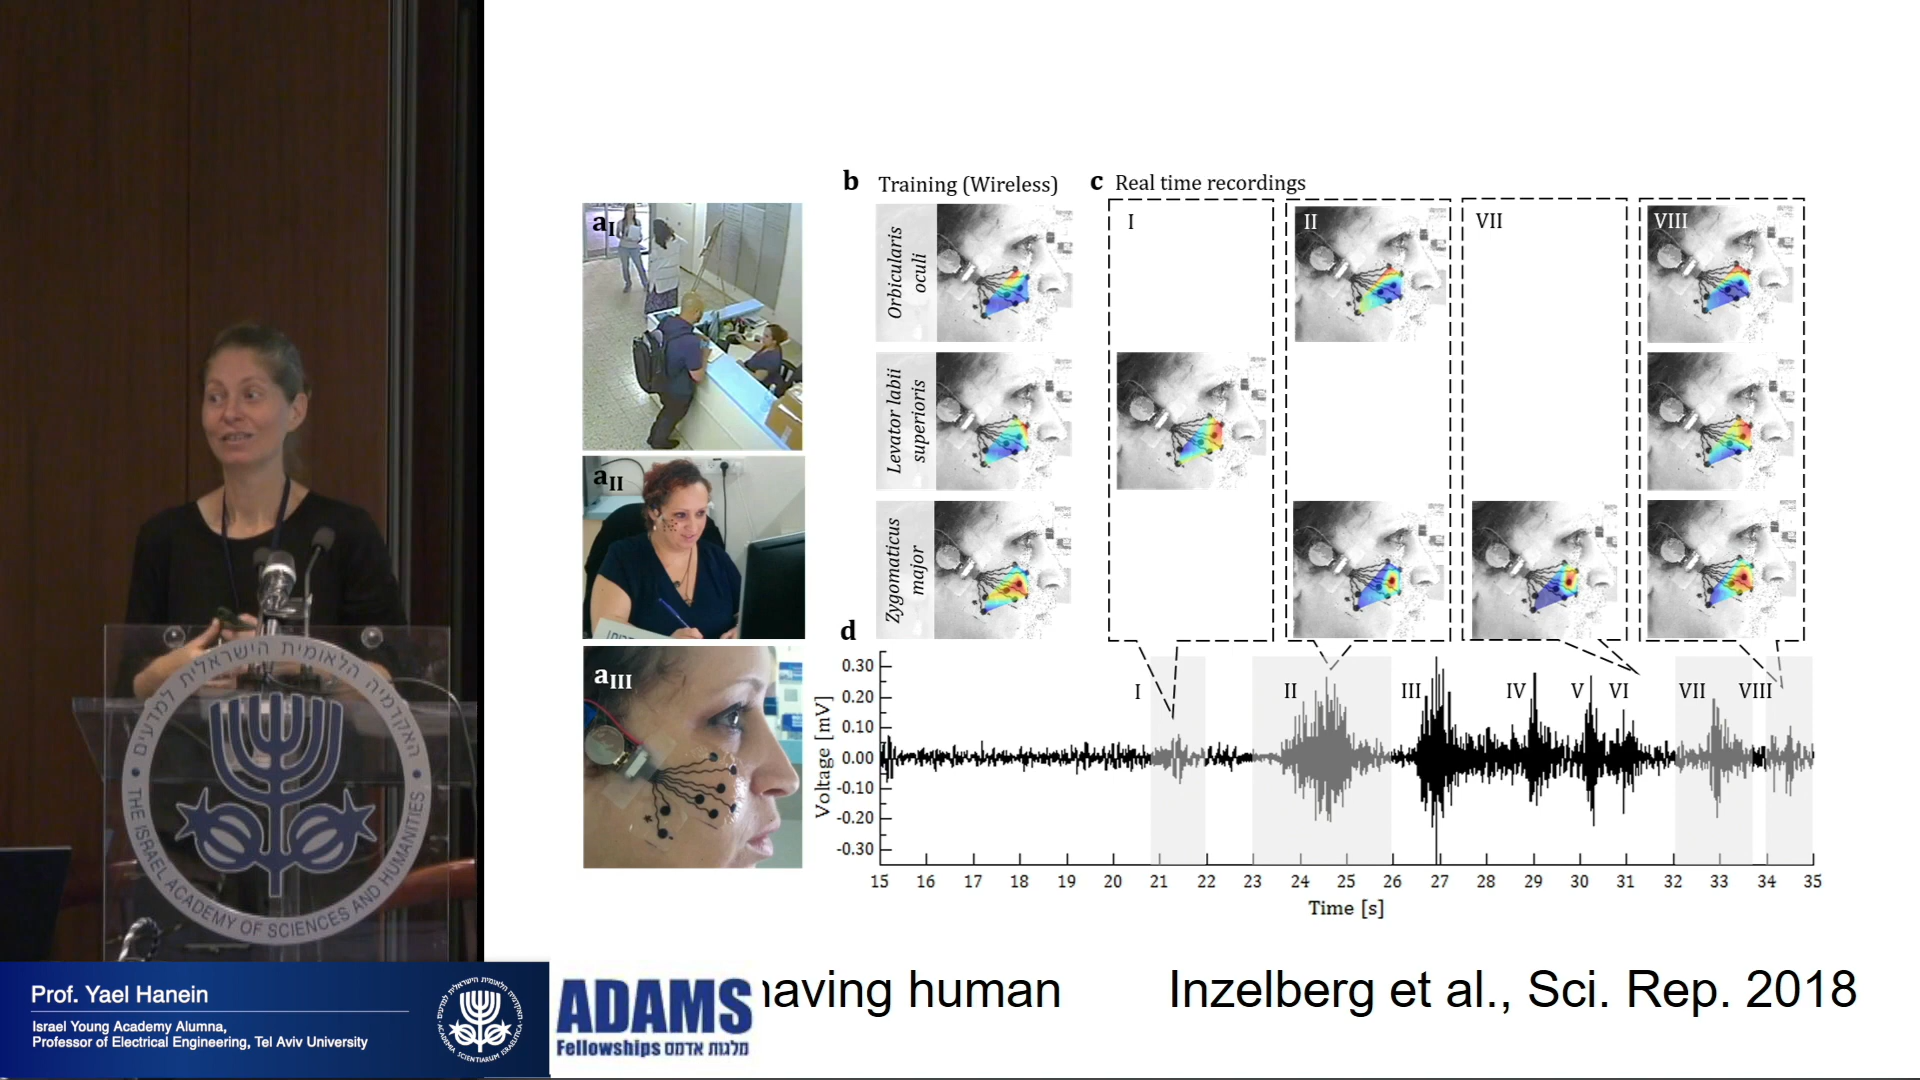 b Training (Wireless)
c Real time recordings
aI
aII
aIII
Orbicularis
oculi
Levator labii
superioris
Zygomaticus
major
I
II
VII
VIII
d
I II III IV V VI VII VIII
Voltage [mV]
0.30
0.20
0.10
0.00
-0.10
-0.20
-0.30
15 16 17 18 19 20 21 22 23 24 25 26 27 28 29 30 31 32 33 34 35
Time [s]
having human
Inzelberg et al., Sci. Rep. 2018
האקדמיה הלאומית הישראלית למדעים
THE ISRAEL ACADEMY OF SCIENCES AND HUMANITIES
Prof. Yael Hanein
Israel Young Academy Alumna,
Professor of Electrical Engineering, Tel Aviv University
ADAMS
Fellowships מלגות אדמס